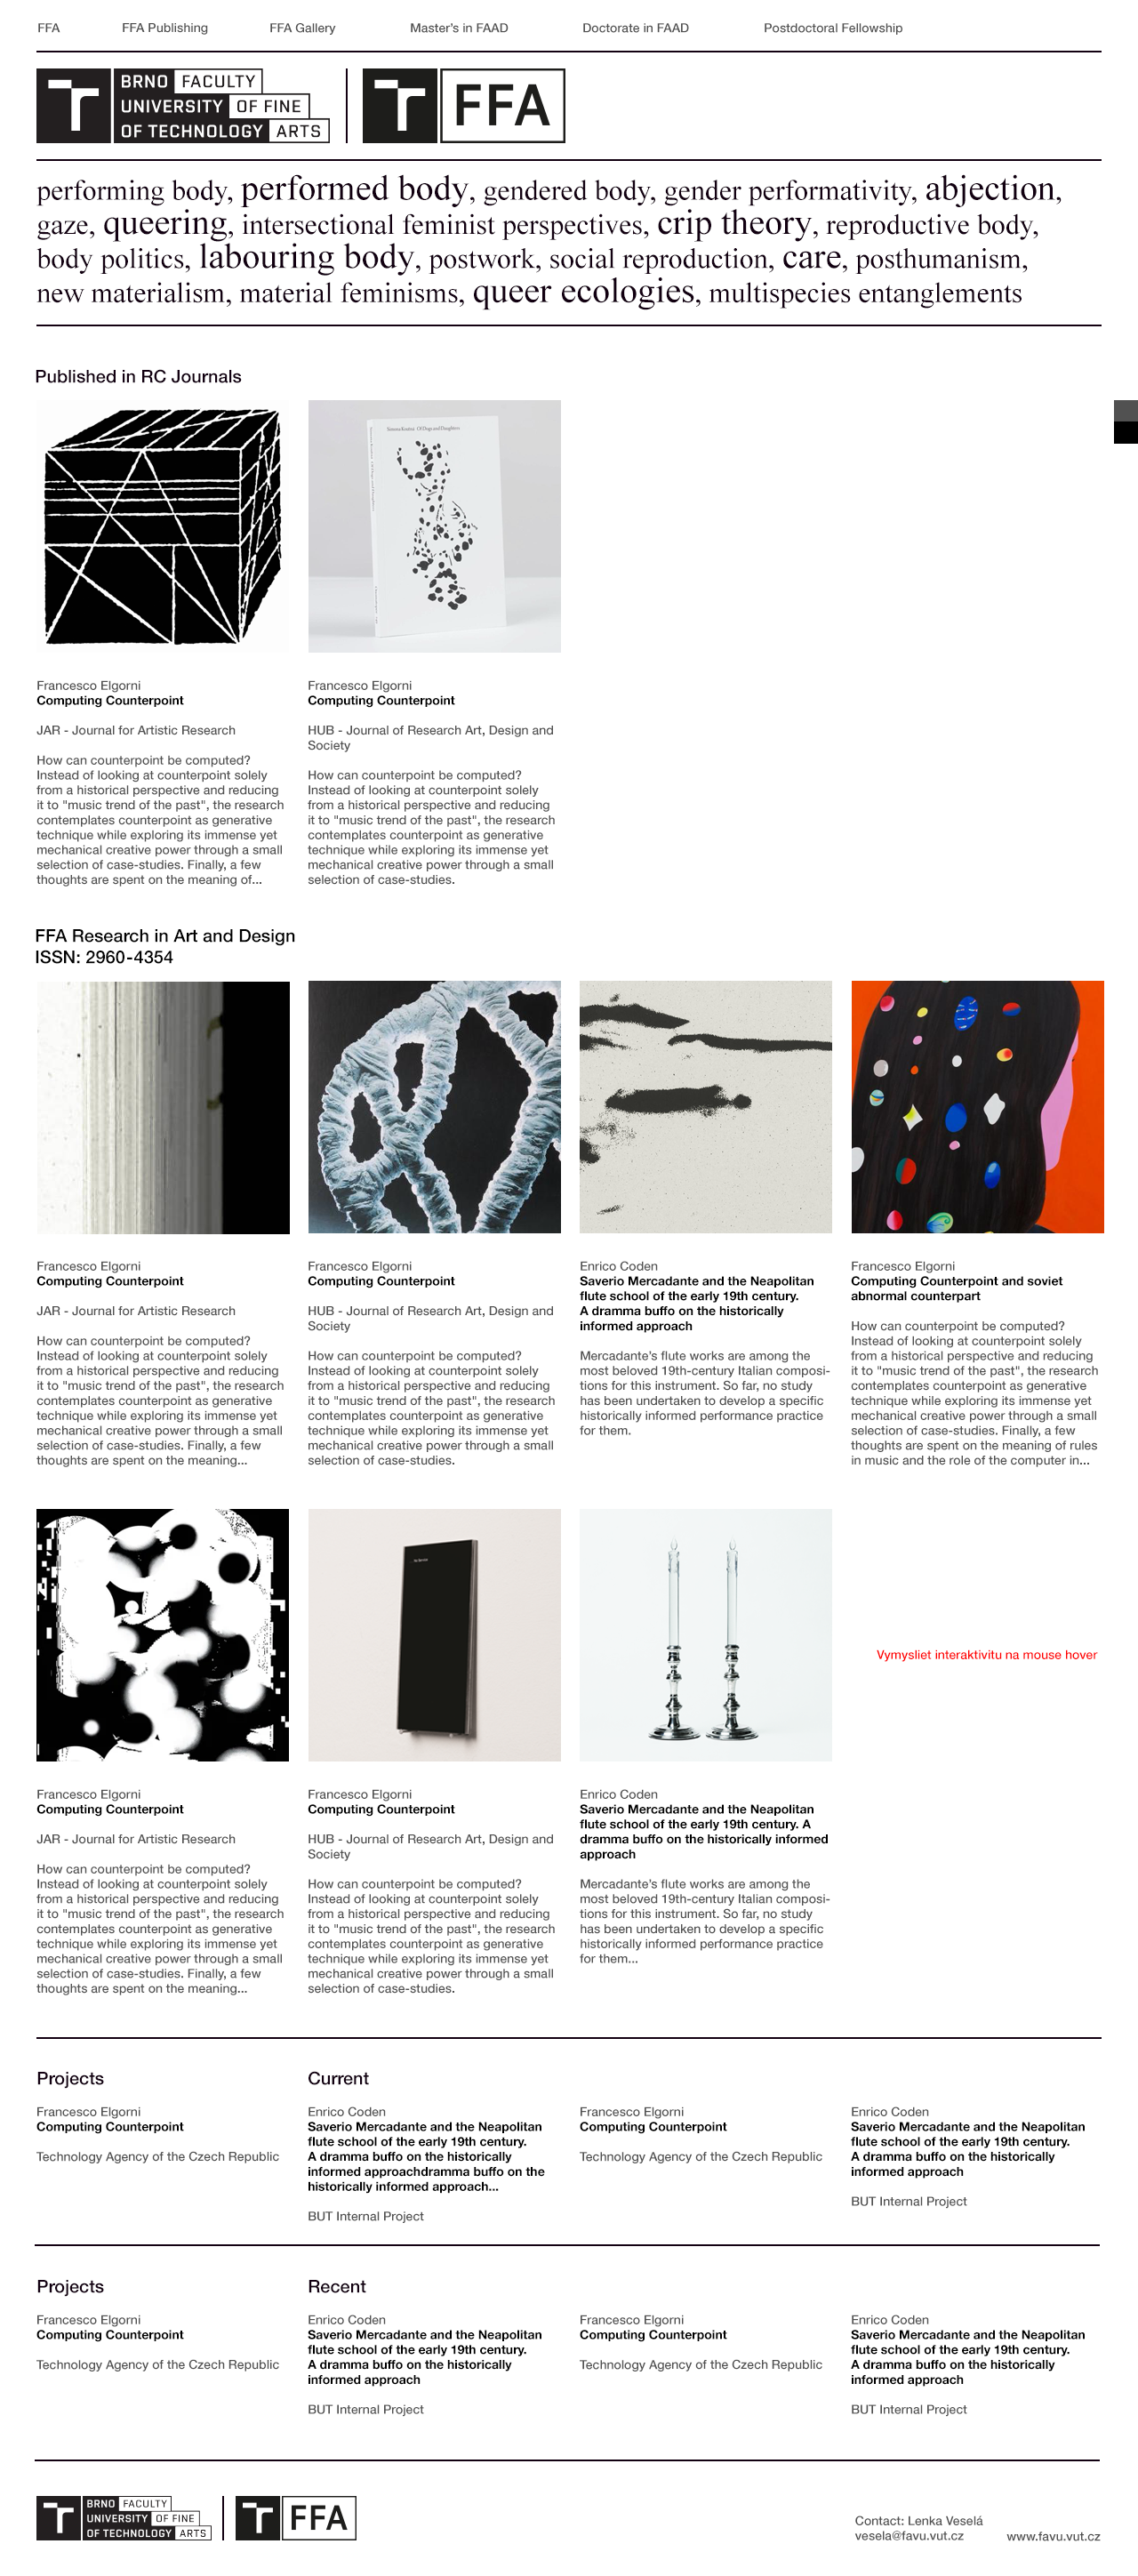 FFA FFA Publishing FFA Gallery Master's in FAAD Doctorate in FAAD Postdoctoral Fellowship
BRNO FACULTY
UNIVERSITY OF FINE
OF TECHNOLOGY ARTS
FFA
performing body, performed body, gendered body, gender performativity, abjection,
gaze, queering, intersectional feminist perspectives, crip theory, reproductive body,
body politics, labouring body, postwork, social reproduction, care, posthumanism,
new materialism, material feminisms, queer ecologies, multispecies entanglements
Published in RC Journals
Francesco Elgorni
Computing Counterpoint
JAR - Journal for Artistic Research
How can counterpoint be computed?
Instead of looking at counterpoint solely
from a historical perspective and reducing
it to "music trend of the past", the research
contemplates counterpoint as generative
technique while exploring its immense yet
mechanical creative power through a small
selection of case-studies. Finally, a few
thoughts are spent on the meaning of...
Of Dogs and Daughters
Francesco Elgorni
Computing Counterpoint
HUB - Journal of Research Art, Design and
Society
How can counterpoint be computed?
Instead of looking at counterpoint solely
from a historical perspective and reducing
it to "music trend of the past", the research
contemplates counterpoint as generative
technique while exploring its immense yet
mechanical creative power through a small
selection of case-studies.
FFA Research in Art and Design
ISSN: 2960-4354
Francesco Elgorni
Computing Counterpoint
JAR - Journal for Artistic Research
How can counterpoint be computed?
Instead of looking at counterpoint solely
from a historical perspective and reducing
it to "music trend of the past", the research
contemplates counterpoint as generative
technique while exploring its immense yet
mechanical creative power through a small
selection of case-studies. Finally, a few
thoughts are spent on the meaning...
Francesco Elgorni
Computing Counterpoint
HUB - Journal of Research Art, Design and
Society
How can counterpoint be computed?
Instead of looking at counterpoint solely
from a historical perspective and reducing
it to "music trend of the past", the research
contemplates counterpoint as generative
technique while exploring its immense yet
mechanical creative power through a small
selection of case-studies.
Enrico Coden
Saverio Mercadante and the Neapolitan
flute school of the early 19th century.
A dramma buffo on the historically
informed approach
Mercadante's flute works are among the
most beloved 19th-century Italian composi-
tions for this instrument. So far, no study
has been undertaken to develop a specific
historically informed performance practice
for them.
Francesco Elgorni
Computing Counterpoint and soviet
abnormal counterpart
How can counterpoint be computed?
Instead of looking at counterpoint solely
from a historical perspective and reducing
it to "music trend of the past", the research
contemplates counterpoint as generative
technique while exploring its immense yet
mechanical creative power through a small
selection of case-studies. Finally, a few
thoughts are spent on the meaning of rules
in music and the role of the computer in...
Francesco Elgorni
Computing Counterpoint
JAR - Journal for Artistic Research
How can counterpoint be computed?
Instead of looking at counterpoint solely
from a historical perspective and reducing
it to "music trend of the past", the research
contemplates counterpoint as generative
technique while exploring its immense yet
mechanical creative power through a small
selection of case-studies. Finally, a few
thoughts are spent on the meaning...
Francesco Elgorni
Computing Counterpoint
HUB - Journal of Research Art, Design and
Society
How can counterpoint be computed?
Instead of looking at counterpoint solely
from a historical perspective and reducing
it to "music trend of the past", the research
contemplates counterpoint as generative
technique while exploring its immense yet
mechanical creative power through a small
selection of case-studies.
Enrico Coden
Saverio Mercadante and the Neapolitan
flute school of the early 19th century. A
dramma buffo on the historically informed
approach
Mercadante's flute works are among the
most beloved 19th-century Italian composi-
tions for this instrument. So far, no study
has been undertaken to develop a specific
historically informed performance practice
for them...
Vymysliet interaktivitu na mouse hover
Projects
Francesco Elgorni
Computing Counterpoint
Technology Agency of the Czech Republic
Current
Enrico Coden
Saverio Mercadante and the Neapolitan
flute school of the early 19th century.
A dramma buffo on the historically
informed approachdramma buffo on the
historically informed approach...
BUT Internal Project
Francesco Elgorni
Computing Counterpoint
Technology Agency of the Czech Republic
Enrico Coden
Saverio Mercadante and the Neapolitan
flute school of the early 19th century.
A dramma buffo on the historically
informed approach
BUT Internal Project
Projects
Francesco Elgorni
Computing Counterpoint
Technology Agency of the Czech Republic
Recent
Enrico Coden
Saverio Mercadante and the Neapolitan
flute school of the early 19th century.
A dramma buffo on the historically
informed approach
BUT Internal Project
Francesco Elgorni
Computing Counterpoint
Technology Agency of the Czech Republic
Enrico Coden
Saverio Mercadante and the Neapolitan
flute school of the early 19th century.
A dramma buffo on the historically
informed approach
BUT Internal Project
BRNO FACULTY
UNIVERSITY OF FINE
OF TECHNOLOGY ARTS
FFA
Contact: Lenka Veselá
vesela@favu.vut.cz www.favu.vut.cz